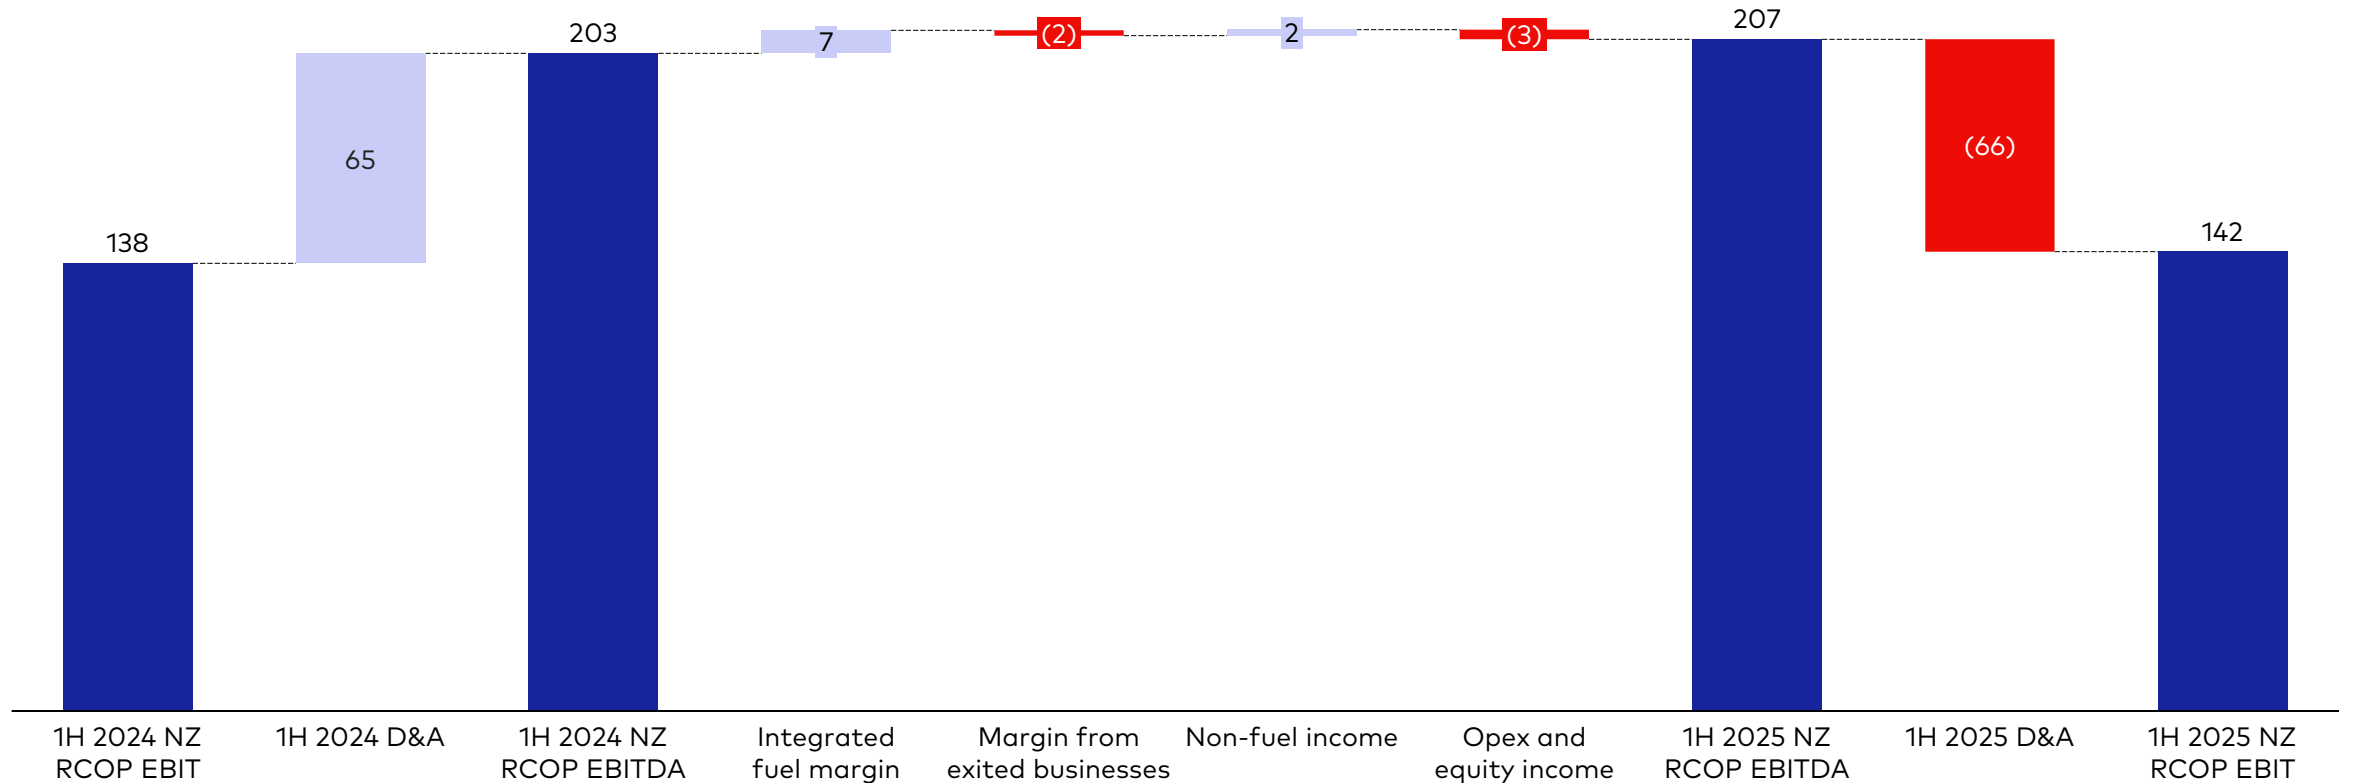 203
7
(2)
2
(3)
207
65
(66)
138
142
1H 2024 NZ
RCOP EBIT
1H 2024 D&A
1H 2024 NZ
RCOP EBITDA
Integrated
fuel margin
Margin from
exited businesses
Non-fuel income
Opex and
equity income
1H 2025 NZ
RCOP EBITDA
1H 2025 D&A
1H 2025 NZ
RCOP EBIT